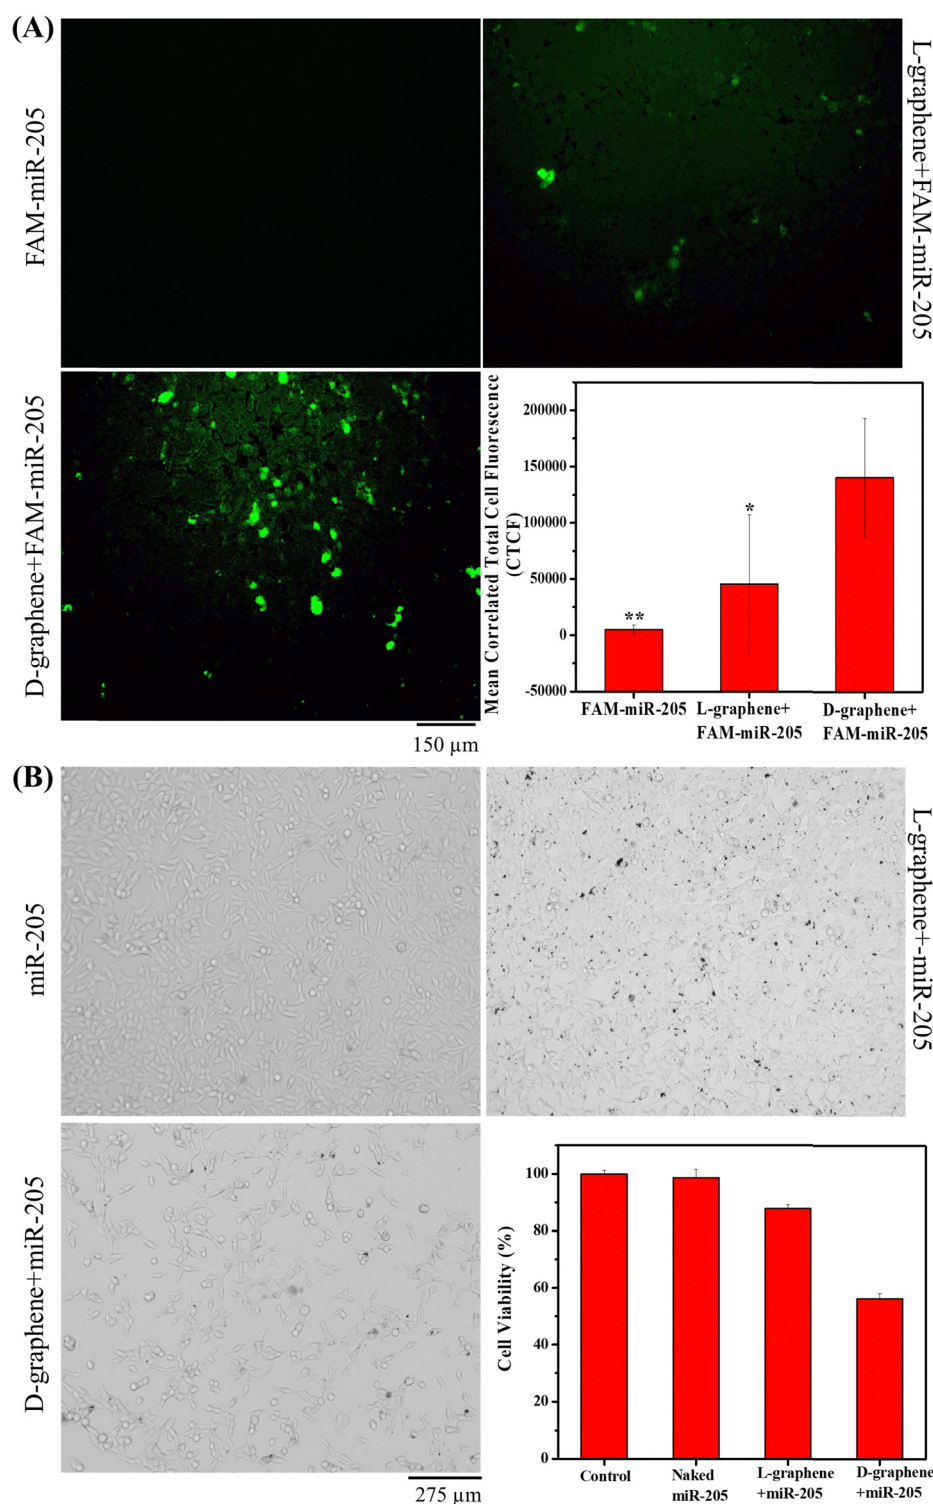 (A)
FAM-miR-205
L-graphene+FAM-miR-205
D-graphene+FAM-miR-205
150 µm
Mean Correlated Total Cell Fluorescence
(CTCF)
200000
150000
100000
50000
0
-50000
**
*
FAM-miR-205
L-graphene+
FAM-miR-205
D-graphene+
FAM-miR-205
(B)
miR-205
L-graphene+-miR-205
D-graphene+miR-205
275 µm
Cell Viability (%)
100
80
60
40
20
0
Control
Naked
miR-205
L-graphene
+miR-205
D-graphene
+miR-205